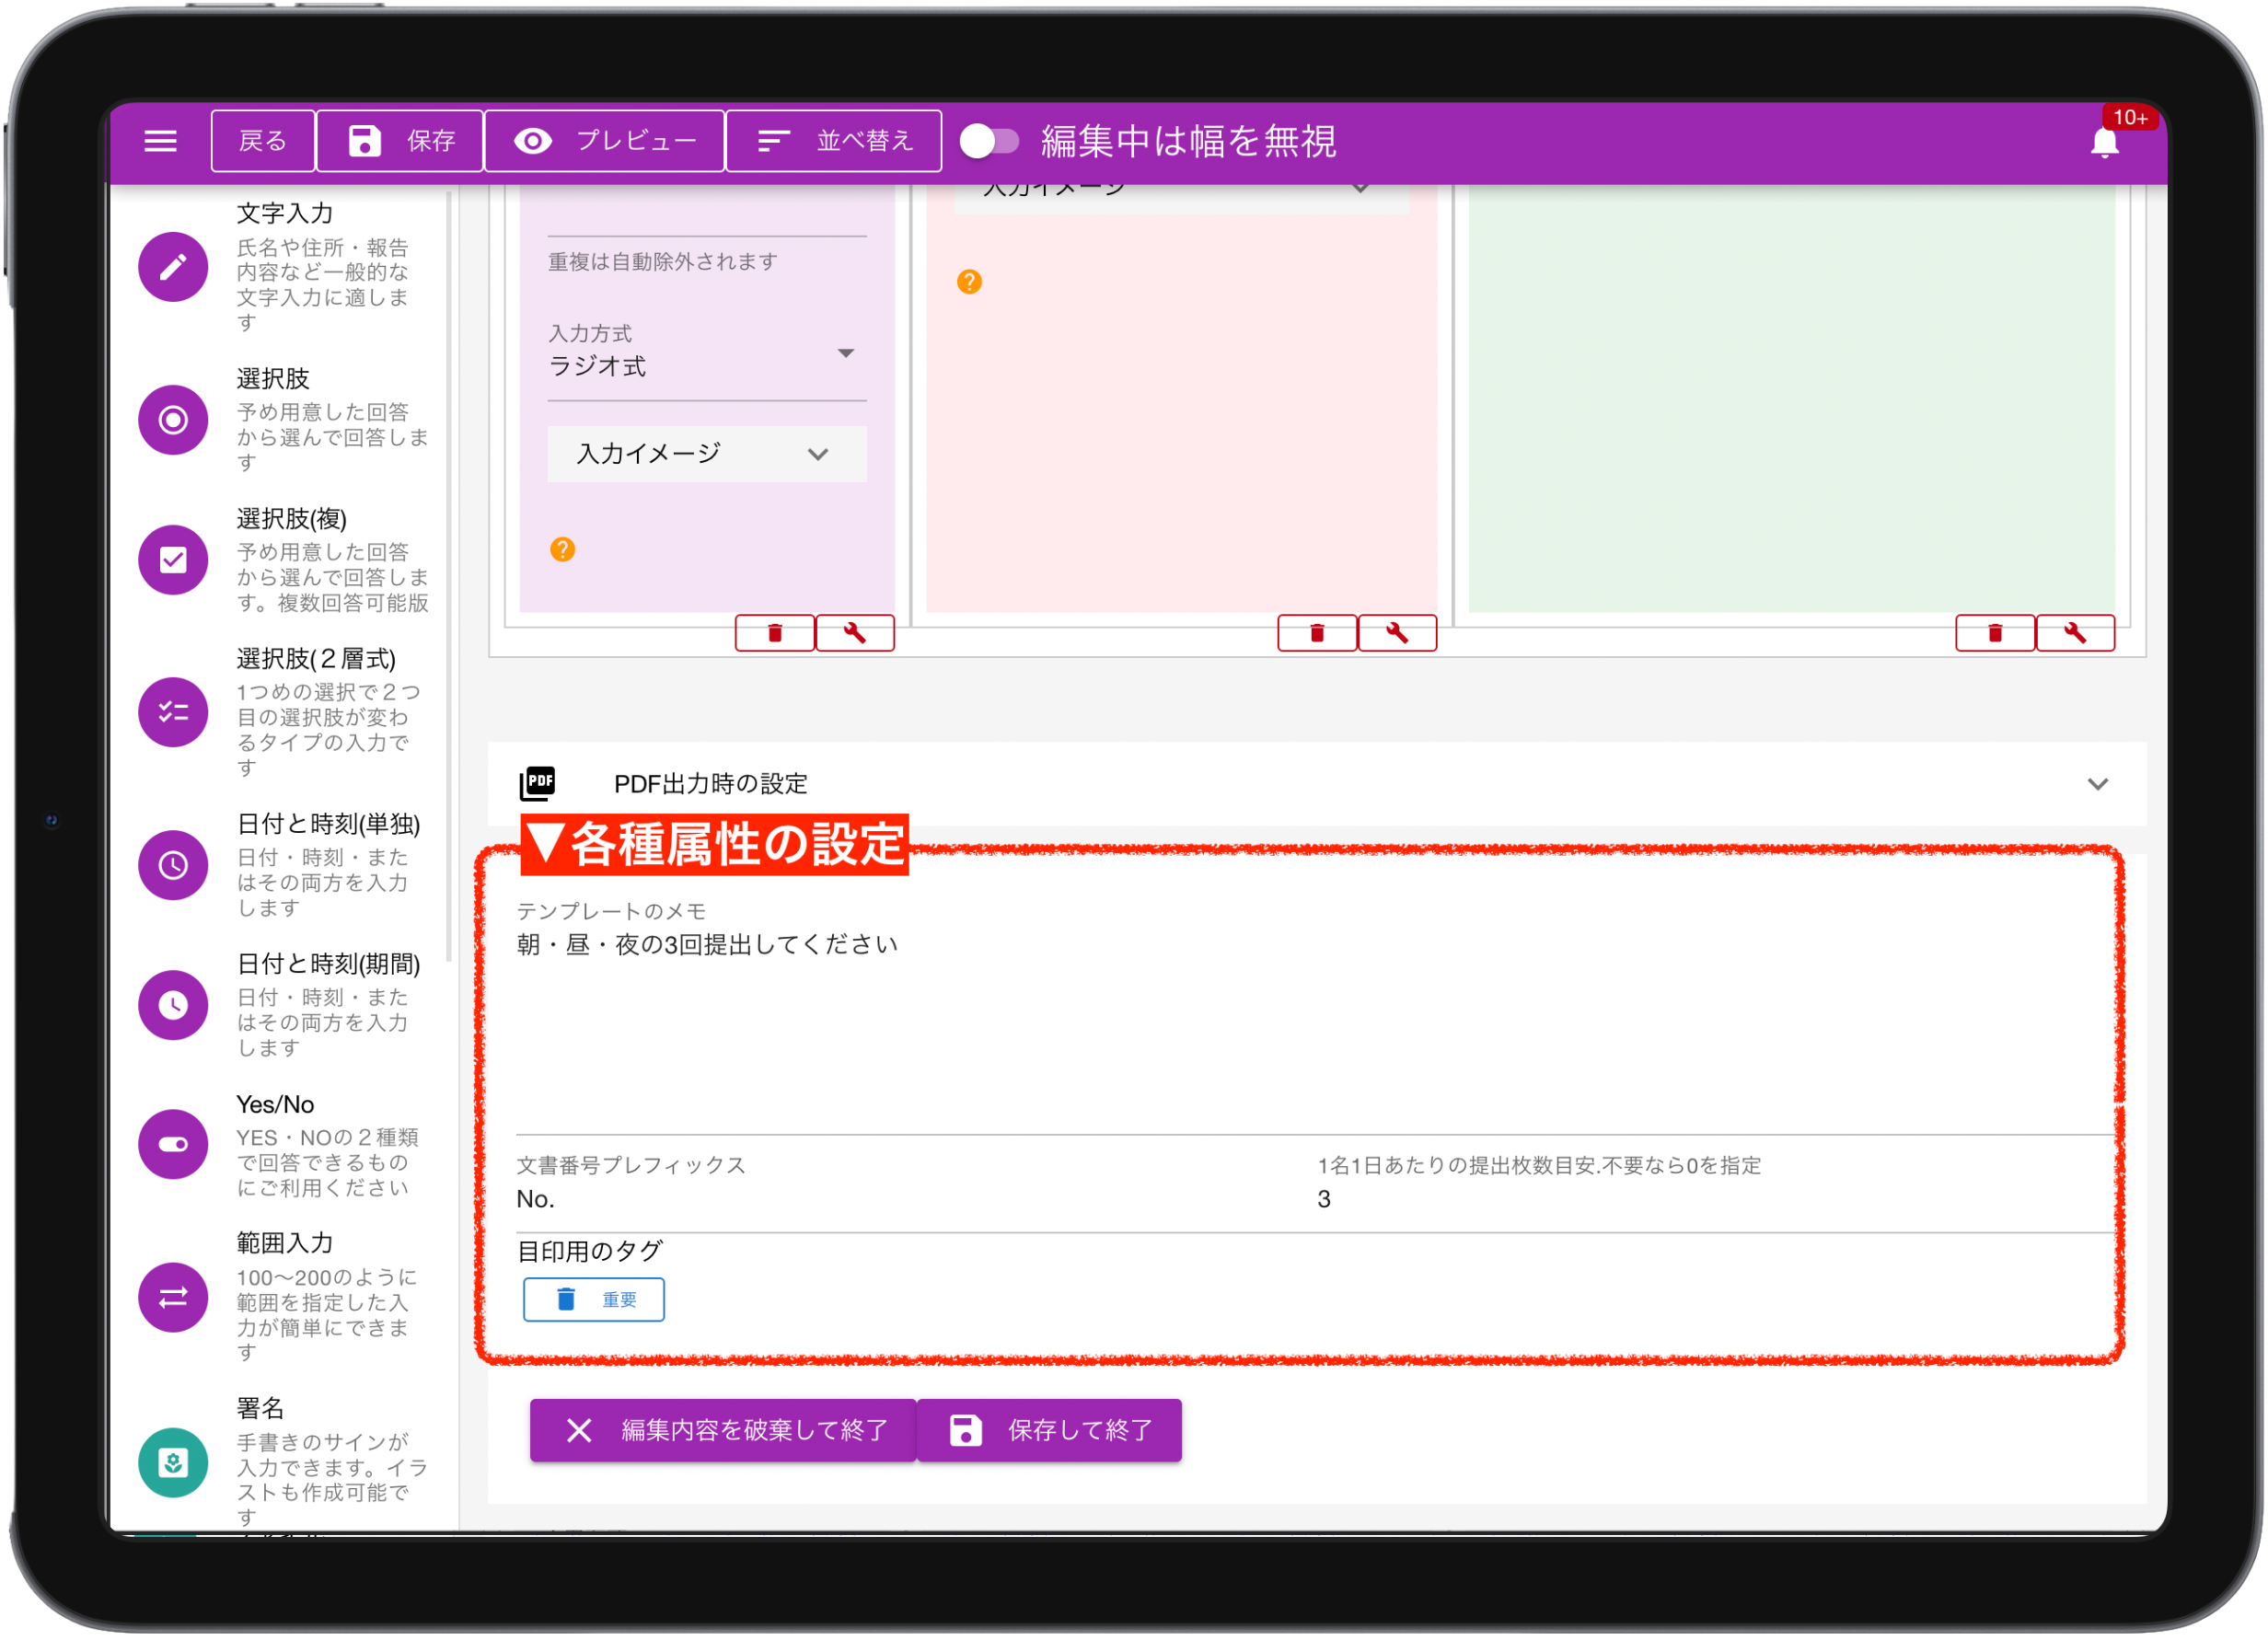 戻る
保存
プレビュー
並べ替え
編集中は幅を無視
10+
文字入力
氏名や住所・報告
内容など一般的な
文字入力に適しま
す
選択肢
予め用意した回答
から選んで回答しま
す
選択肢(複)
予め用意した回答
から選んで回答しま
す。複数回答可能版
選択肢(２層式)
1つめの選択で２つ
目の選択肢が変わ
るタイプの入力で
す
日付と時刻(単独)
日付・時刻・また
はその両方を入力
します
日付と時刻(期間)
日付・時刻・また
はその両方を入力
します
Yes/No
YES・NOの２種類
で回答できるもの
にご利用ください
範囲入力
100〜200のように
範囲を指定した入
力が簡単にできま
す
署名
手書きのサインが
入力できます。イラ
ストも作成可能で
す
重複は自動除外されます
入力方式
ラジオ式
入力イメージ
入力イメージ
PDF
PDF出力時の設定
▼各種属性の設定
テンプレートのメモ
朝・昼・夜の3回提出してください
文書番号プレフィックス
No.
1名1日あたりの提出枚数目安.不要なら0を指定
3
目印用のタグ
重要
編集内容を破棄して終了
保存して終了